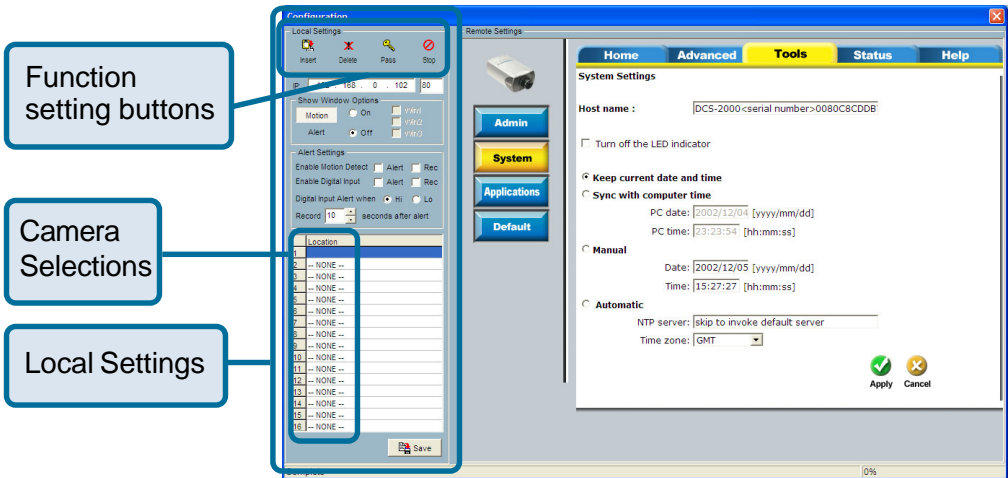 Function
setting buttons
Camera
Selections
Local Settings
Configuration
Local Settings
Insert Delete Pass Stop
IP 168 . 0 . 102 80
Show Window Options
Motion On Win1
Win2
Alert Off Win3
Alert Settings
Enable Motion Detect Alert Rec
Enable Digital Input Alert Rec
Digital Input Alert when Hi Lo
Record 10 seconds after alert
Location
1
2 -- NONE --
3 -- NONE --
4 -- NONE --
5 -- NONE --
6 -- NONE --
7 -- NONE --
8 -- NONE --
9 -- NONE --
10 -- NONE --
11 -- NONE --
12 -- NONE --
13 -- NONE --
14 -- NONE --
15 -- NONE --
16 -- NONE --
Save
Complete 0%
Remote Settings
Admin
System
Applications
Default
Home Advanced Tools Status Help
System Settings
Host name : DCS-2000<serial number>0080C8CDDB
Turn off the LED indicator
Keep current date and time
Sync with computer time
PC date: 2002/12/04 [yyyy/mm/dd]
PC time: 23:23:54 [hh:mm:ss]
Manual
Date: 2002/12/05 [yyyy/mm/dd]
Time: 15:27:27 [hh:mm:ss]
Automatic
NTP server: skip to invoke default server
Time zone: GMT
Apply Cancel